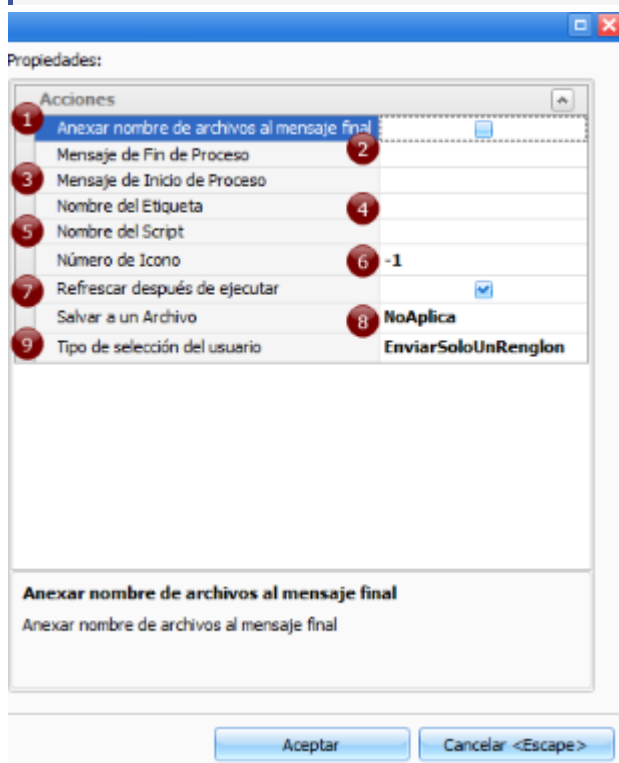 Propiedades:
Acciones
1 Anexar nombre de archivos al mensaje final
2 Mensaje de Fin de Proceso
3 Mensaje de Inicio de Proceso
Nombre del Etiqueta 4
5 Nombre del Script
Número de Icono 6 -1
7 Refrescar después de ejecutar
Salvar a un Archivo 8 NoAplica
9 Tipo de selección del usuario EnviarSoloUnRenglon
Anexar nombre de archivos al mensaje final
Anexar nombre de archivos al mensaje final
Aceptar Cancelar <Escape>